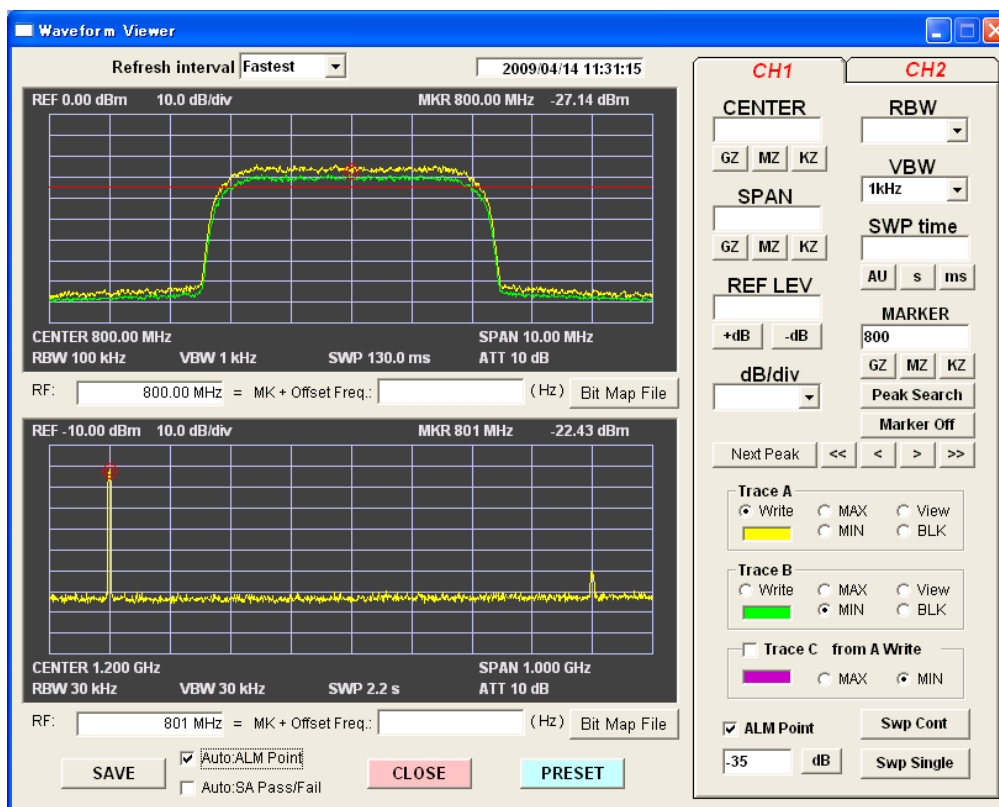 Waveform Viewer
Refresh interval Fastest 2009/04/14 11:31:15
REF 0.00 dBm 10.0 dB/div MKR 800.00 MHz -27.14 dBm
CENTER 800.00 MHz SPAN 10.00 MHz
RBW 100 kHz VBW 1 kHz SWP 130.0 ms ATT 10 dB
RF: 800.00 MHz = MK + Offset Freq.: (Hz) Bit Map File
REF -10.00 dBm 10.0 dB/div MKR 801 MHz -22.43 dBm
CENTER 1.200 GHz SPAN 1.000 GHz
RBW 30 kHz VBW 30 kHz SWP 2.2 s ATT 10 dB
RF: 801 MHz = MK + Offset Freq.: (Hz) Bit Map File
SAVE
Auto:ALM Point
Auto:SA Pass/Fail
CLOSE
PRESET
CH1 CH2
CENTER
GZ MZ KZ
SPAN
GZ MZ KZ
REF LEV
+dB -dB
dB/div
RBW
VBW
1kHz
SWP time
AU s ms
MARKER
800
GZ MZ KZ
Peak Search
Marker Off
Next Peak << < > >>
Trace A
Write MAX View
MIN BLK
Trace B
Write MAX View
MIN BLK
Trace C from A Write
MAX MIN
ALM Point
-35 dB
Swp Cont
Swp Single